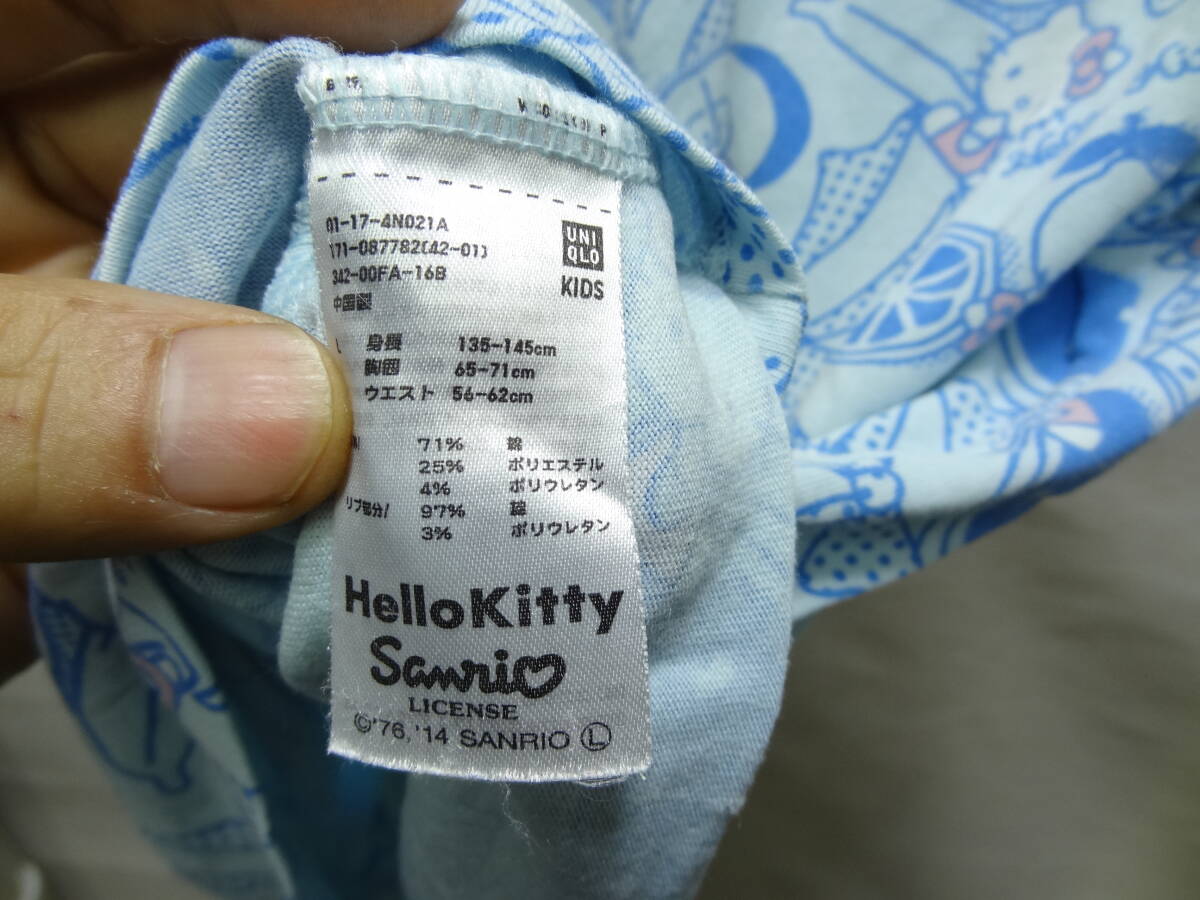 01-17-4N021A
171-087782(42-01)
342-00FA-16B
中国製
UNI
QLO
KIDS
L 身長 135-145cm
胸囲 65-71cm
ウエスト 56-62cm
71% 綿
25% ポリエステル
4% ポリウレタン
リブ部分/ 97% 綿
3% ポリウレタン
HelloKitty
Sanrio
LICENSE
©'76,'14 SANRIO Ⓛ